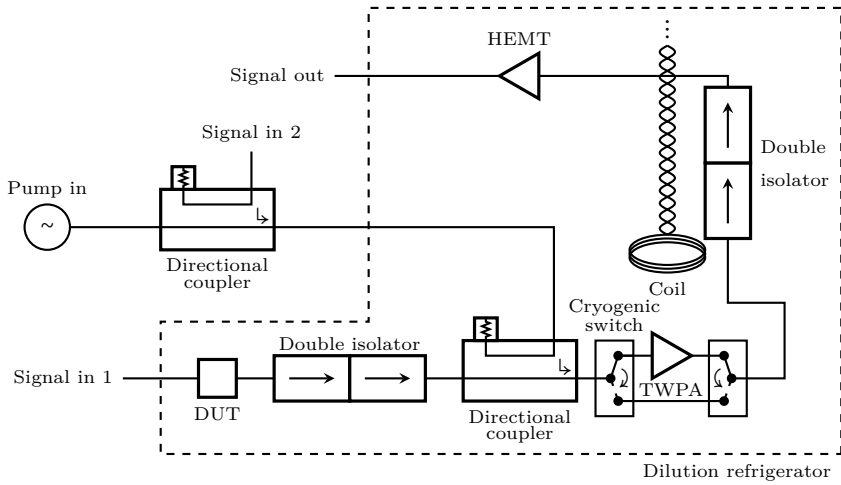 HEMT
Signal out
Signal in 2
Double
isolator
Pump in
~
Directional
coupler
Coil
Cryogenic
switch
Double isolator
Signal in 1
DUT
TWPA
Directional
coupler
Dilution refrigerator